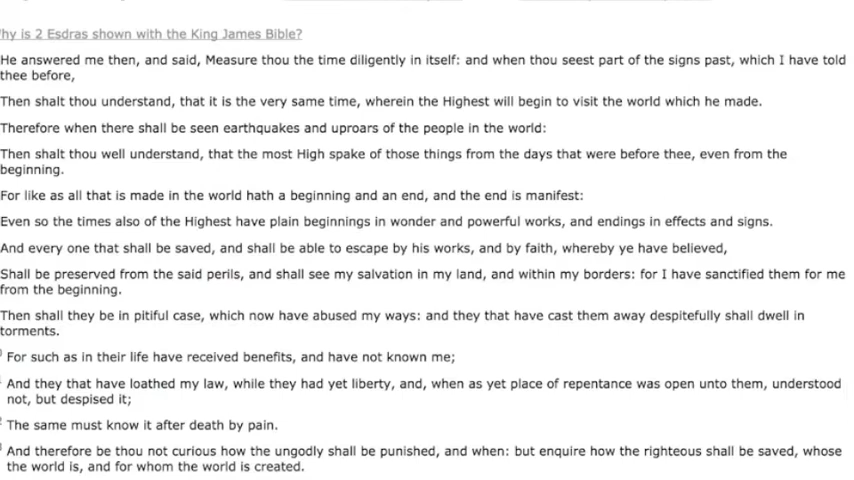 hy is 2 Esdras shown with the King James Bible?
He answered me then, and said, Measure thou the time diligently in itself: and when thou seest part of the signs past, which I have told
thee before,
Then shalt thou understand, that it is the very same time, wherein the Highest will begin to visit the world which he made.
Therefore when there shall be seen earthquakes and uproars of the people in the world:
Then shalt thou well understand, that the most High spake of those things from the days that were before thee, even from the
beginning.
For like as all that is made in the world hath a beginning and an end, and the end is manifest:
Even so the times also of the Highest have plain beginnings in wonder and powerful works, and endings in effects and signs.
And every one that shall be saved, and shall be able to escape by his works, and by faith, whereby ye have believed,
Shall be preserved from the said perils, and shall see my salvation in my land, and within my borders: for I have sanctified them for me
from the beginning.
Then shall they be in pitiful case, which now have abused my ways: and they that have cast them away despitefully shall dwell in
torments.
For such as in their life have received benefits, and have not known me;
And they that have loathed my law, while they had yet liberty, and, when as yet place of repentance was open unto them, understood
not, but despised it;
The same must know it after death by pain.
And therefore be thou not curious how the ungodly shall be punished, and when: but enquire how the righteous shall be saved, whose
the world is, and for whom the world is created.